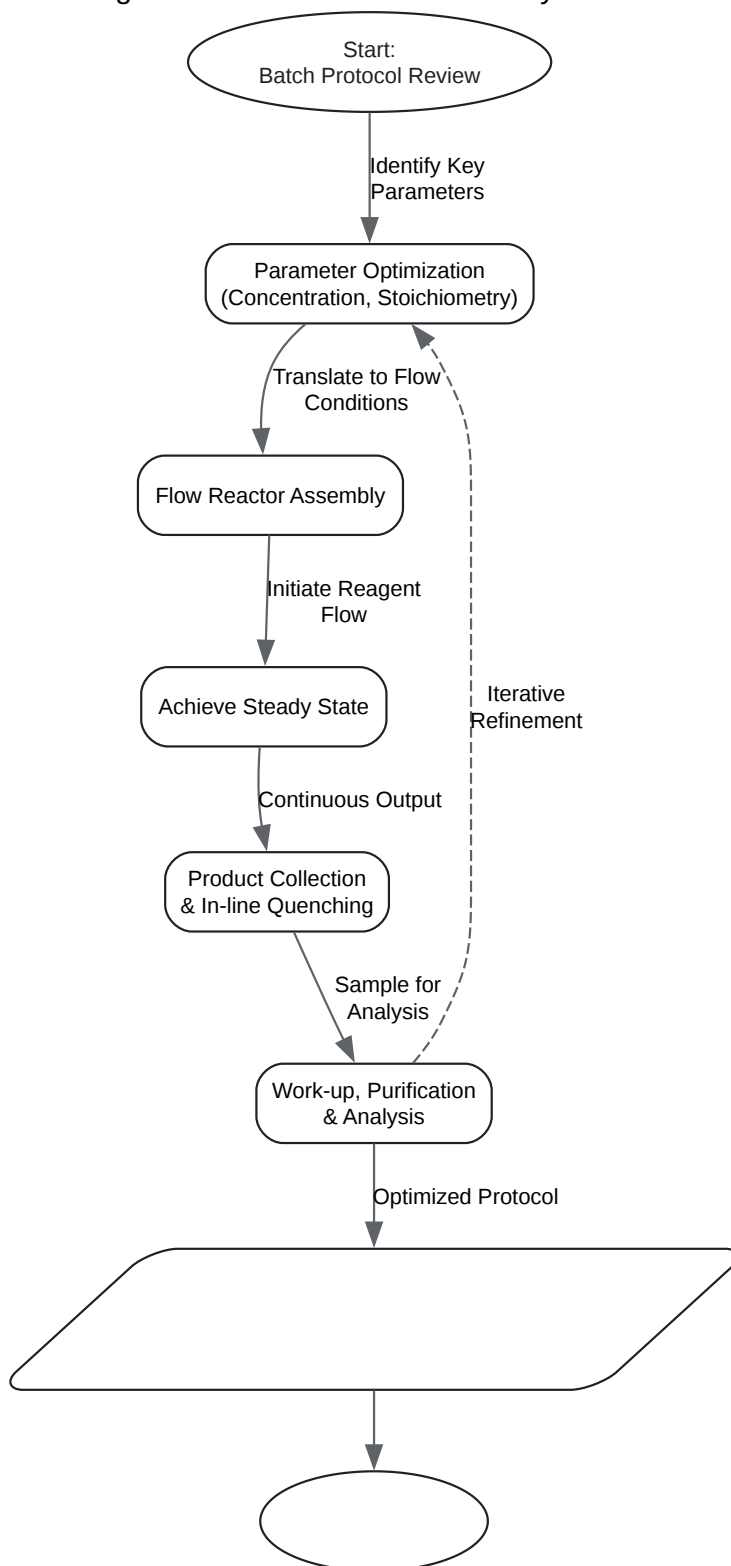 Start:
Batch Protocol Review
Identify Key
Parameters
Parameter Optimization
(Concentration, Stoichiometry)
Translate to Flow
Conditions
Flow Reactor Assembly
Initiate Reagent
Flow
Achieve Steady State
Iterative
Refinement
Continuous Output
Product Collection
& In-line Quenching
Sample for
Analysis
Work-up, Purification
& Analysis
Optimized Protocol